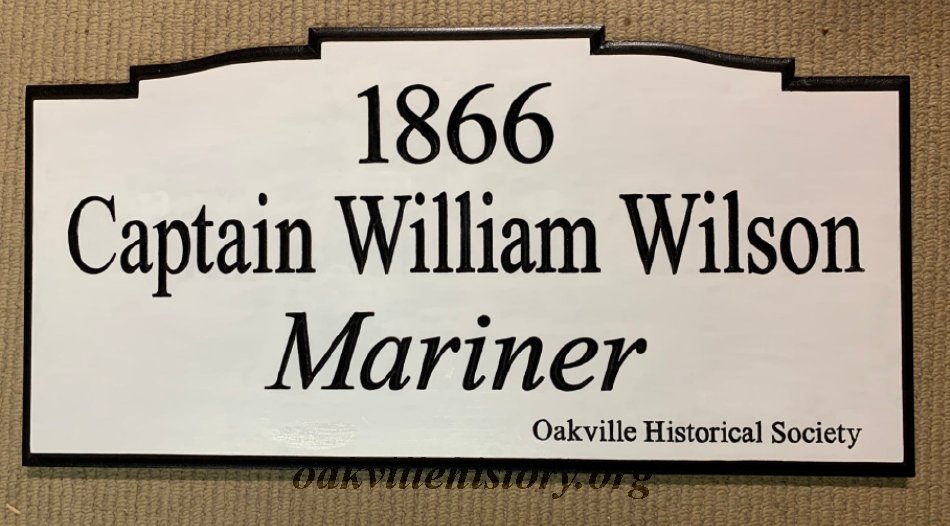 1866
Captain William Wilson
Mariner
Oakville Historical Society
oakvillehistory.org